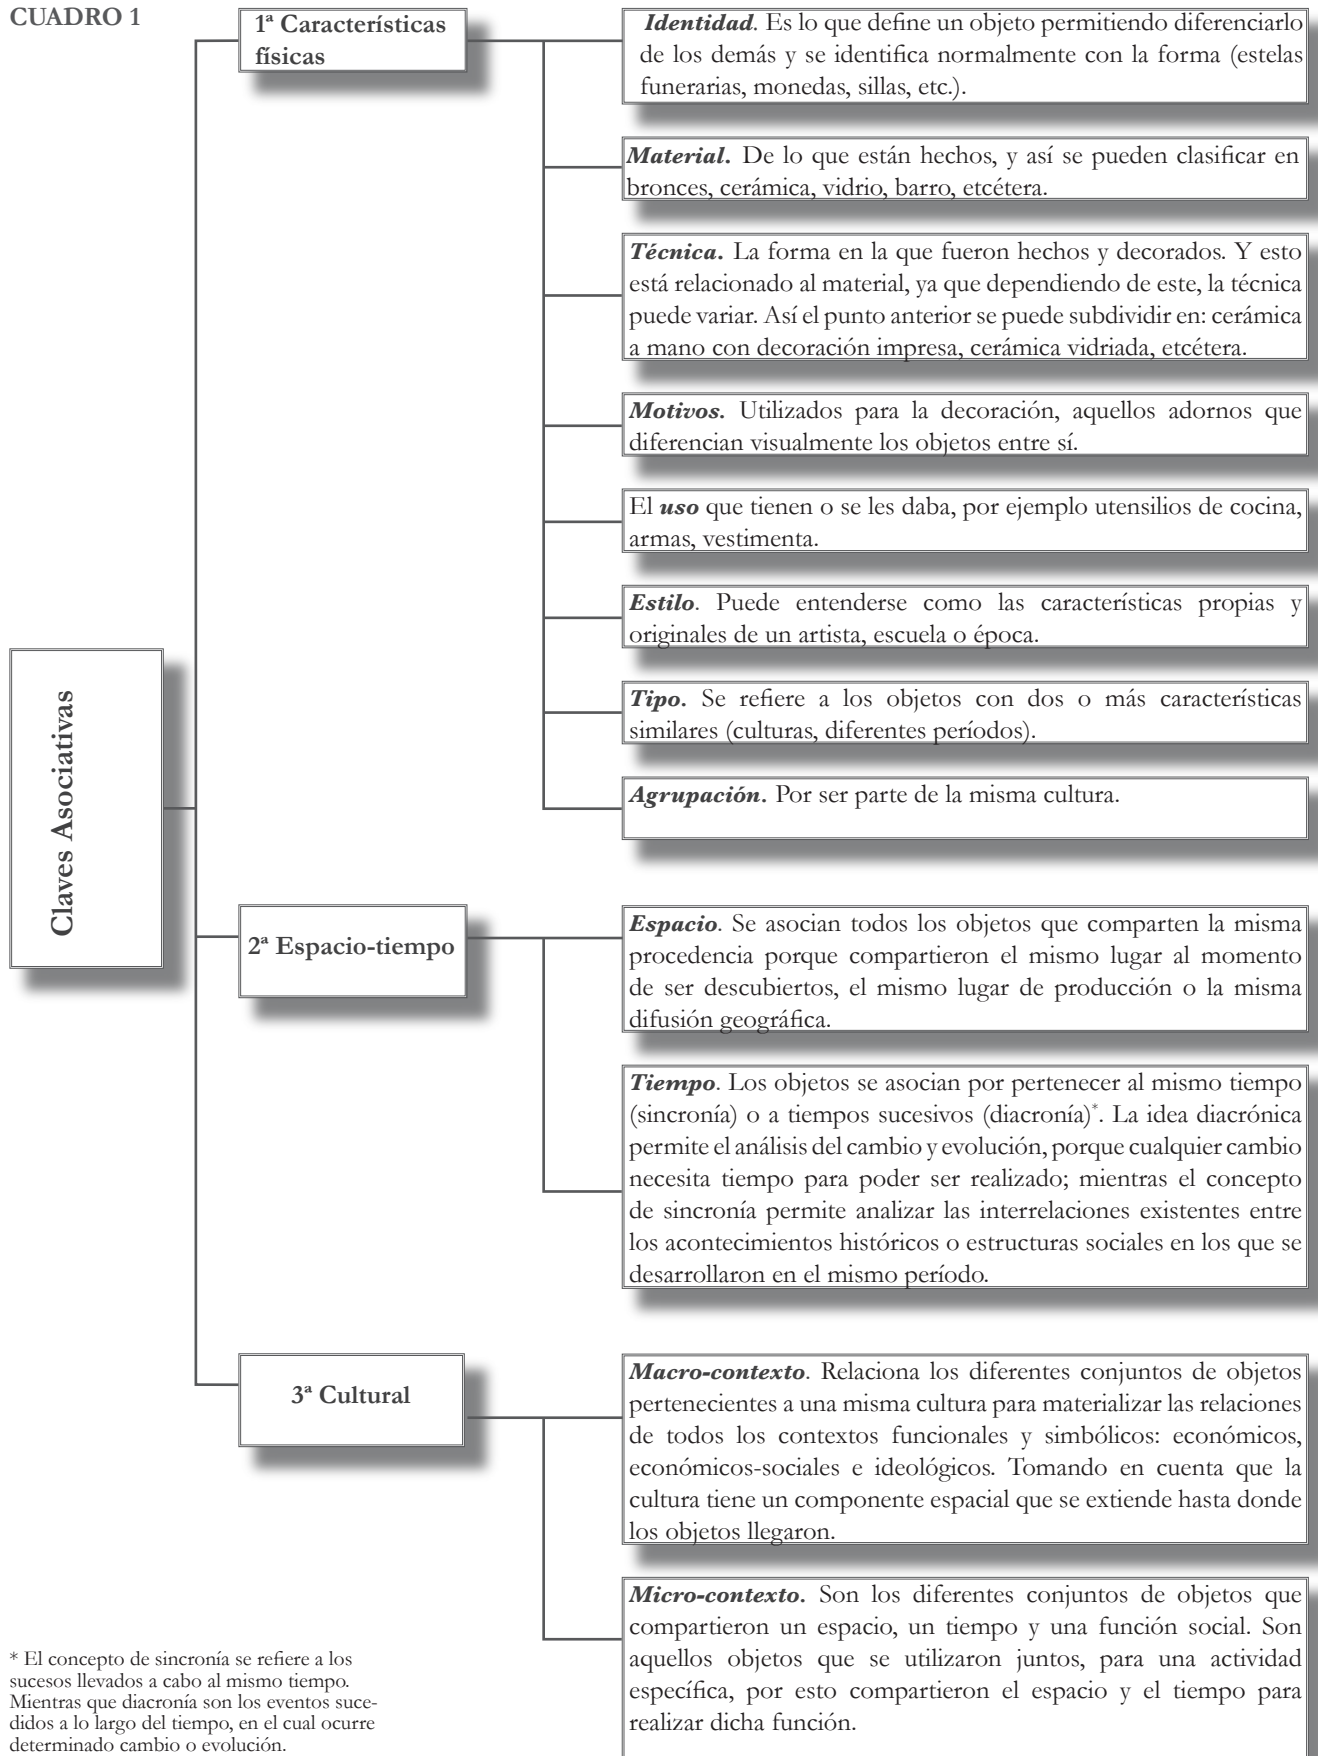 CUADRO 1
Claves Asociativas
1ª Características
físicas
Identidad. Es lo que define un objeto permitiendo diferenciarlo
de los demás y se identifica normalmente con la forma (estelas
funerarias, monedas, sillas, etc.).
Material. De lo que están hechos, y así se pueden clasificar en
bronces, cerámica, vidrio, barro, etcétera.
Técnica. La forma en la que fueron hechos y decorados. Y esto
está relacionado al material, ya que dependiendo de este, la técnica
puede variar. Así el punto anterior se puede subdividir en: cerámica
a mano con decoración impresa, cerámica vidriada, etcétera.
Motivos. Utilizados para la decoración, aquellos adornos que
diferencian visualmente los objetos entre sí.
El uso que tienen o se les daba, por ejemplo utensilios de cocina,
armas, vestimenta.
Estilo. Puede entenderse como las características propias y
originales de un artista, escuela o época.
Tipo. Se refiere a los objetos con dos o más características
similares (culturas, diferentes períodos).
Agrupación. Por ser parte de la misma cultura.
2ª Espacio-tiempo
Espacio. Se asocian todos los objetos que comparten la misma
procedencia porque compartieron el mismo lugar al momento
de ser descubiertos, el mismo lugar de producción o la misma
difusión geográfica.
Tiempo. Los objetos se asocian por pertenecer al mismo tiempo
(sincronía) o a tiempos sucesivos (diacronía)*. La idea diacrónica
permite el análisis del cambio y evolución, porque cualquier cambio
necesita tiempo para poder ser realizado; mientras el concepto
de sincronía permite analizar las interrelaciones existentes entre
los acontecimientos históricos o estructuras sociales en los que se
desarrollaron en el mismo período.
3ª Cultural
Macro-contexto. Relaciona los diferentes conjuntos de objetos
pertenecientes a una misma cultura para materializar las relaciones
de todos los contextos funcionales y simbólicos: económicos,
económicos-sociales e ideológicos. Tomando en cuenta que la
cultura tiene un componente espacial que se extiende hasta donde
los objetos llegaron.
Micro-contexto. Son los diferentes conjuntos de objetos que
compartieron un espacio, un tiempo y una función social. Son
aquellos objetos que se utilizaron juntos, para una actividad
específica, por esto compartieron el espacio y el tiempo para
realizar dicha función.
* El concepto de sincronía se refiere a los
sucesos llevados a cabo al mismo tiempo.
Mientras que diacronía son los eventos suce-
didos a lo largo del tiempo, en el cual ocurre
determinado cambio o evolución.